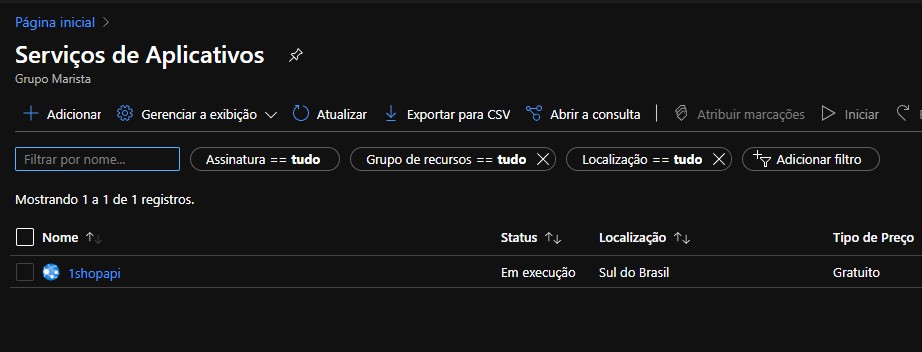 Página inicial >
Serviços de Aplicativos
Grupo Marista
Adicionar Gerenciar a exibição Atualizar Exportar para CSV Abrir a consulta Atribuir marcações Iniciar
Filtrar por nome... Assinatura == tudo Grupo de recursos == tudo Localização == tudo Adicionar filtro
Mostrando 1 a 1 de 1 registros.
Nome Status Localização Tipo de Preço
1shopapi Em execução Sul do Brasil Gratuito